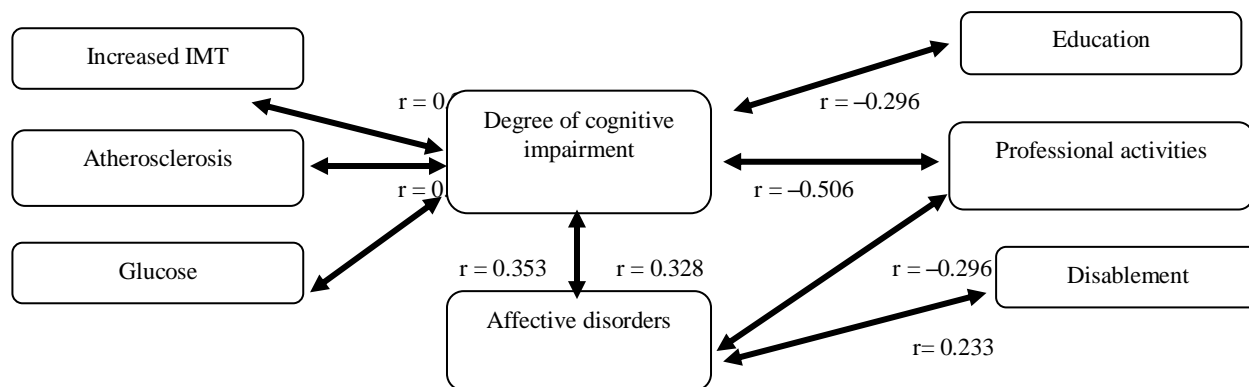 Increased IMT
Education
r = 0.
r = –0.296
Degree of cognitive
impairment
Atherosclerosis
Professional activities
r = 0.
r = –0.506
Glucose
r = 0.353
r = 0.328
r = –0.296
Disablement
Affective disorders
r= 0.233